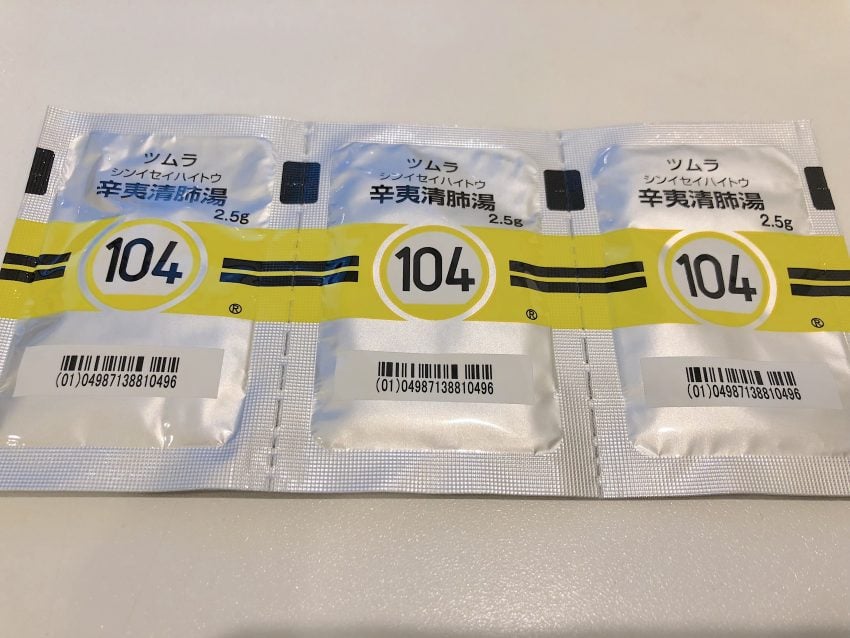 ツムラ
シンイセイハイトウ
辛夷清肺湯
2.5g
104
®
(01)04987138810496
ツムラ
シンイセイハイトウ
辛夷清肺湯
2.5g
104
®
(01)04987138810496
ツムラ
シンイセイハイトウ
辛夷清肺湯
2.5g
104
®
(01)04987138810496